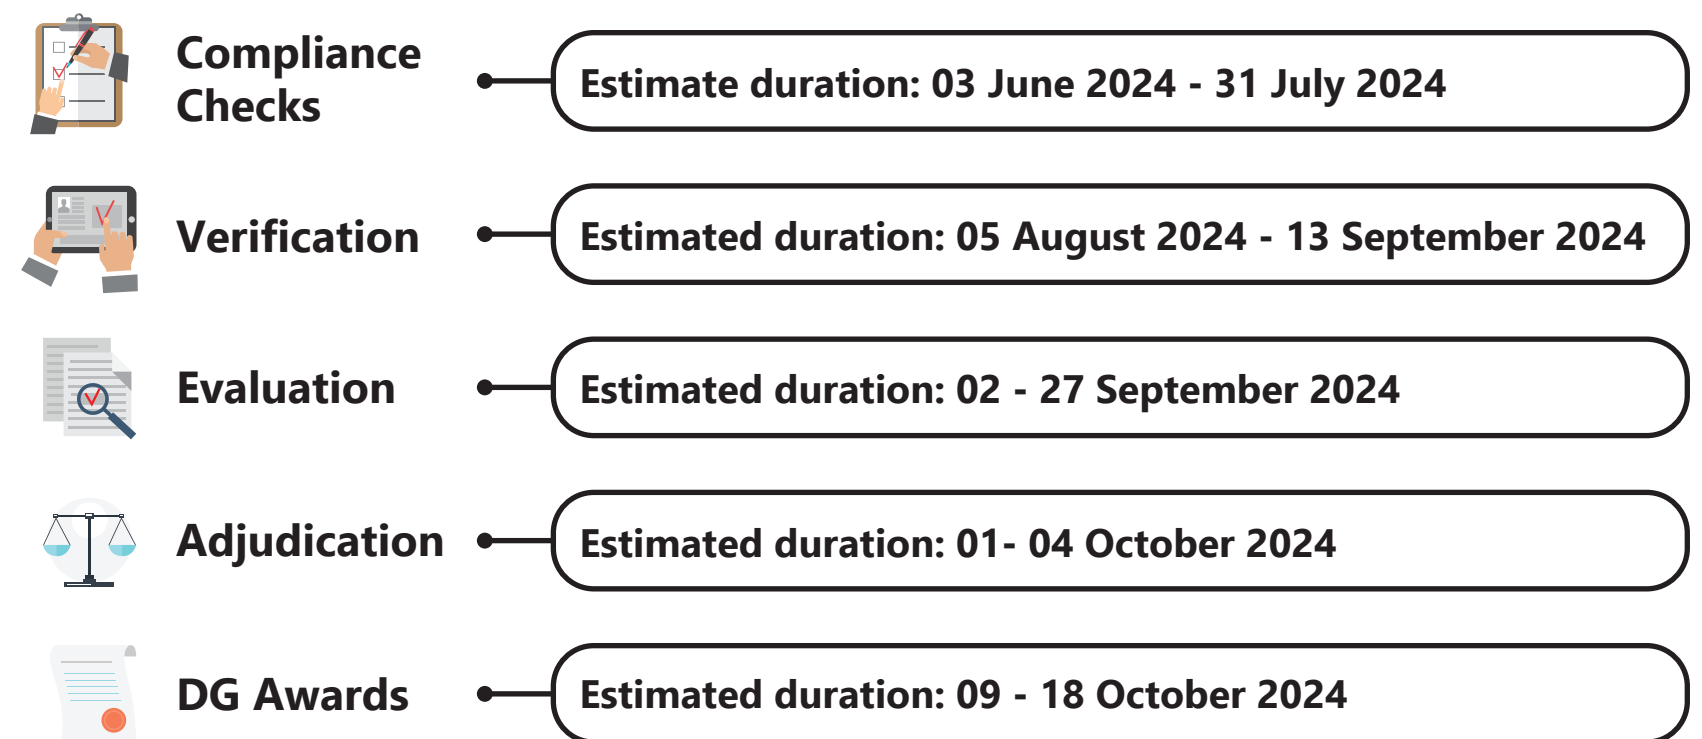 Compliance
Checks
Estimate duration: 03 June 2024 - 31 July 2024
Verification
Estimated duration: 05 August 2024 - 13 September 2024
Evaluation
Estimated duration: 02 - 27 September 2024
Adjudication
Estimated duration: 01- 04 October 2024
DG Awards
Estimated duration: 09 - 18 October 2024